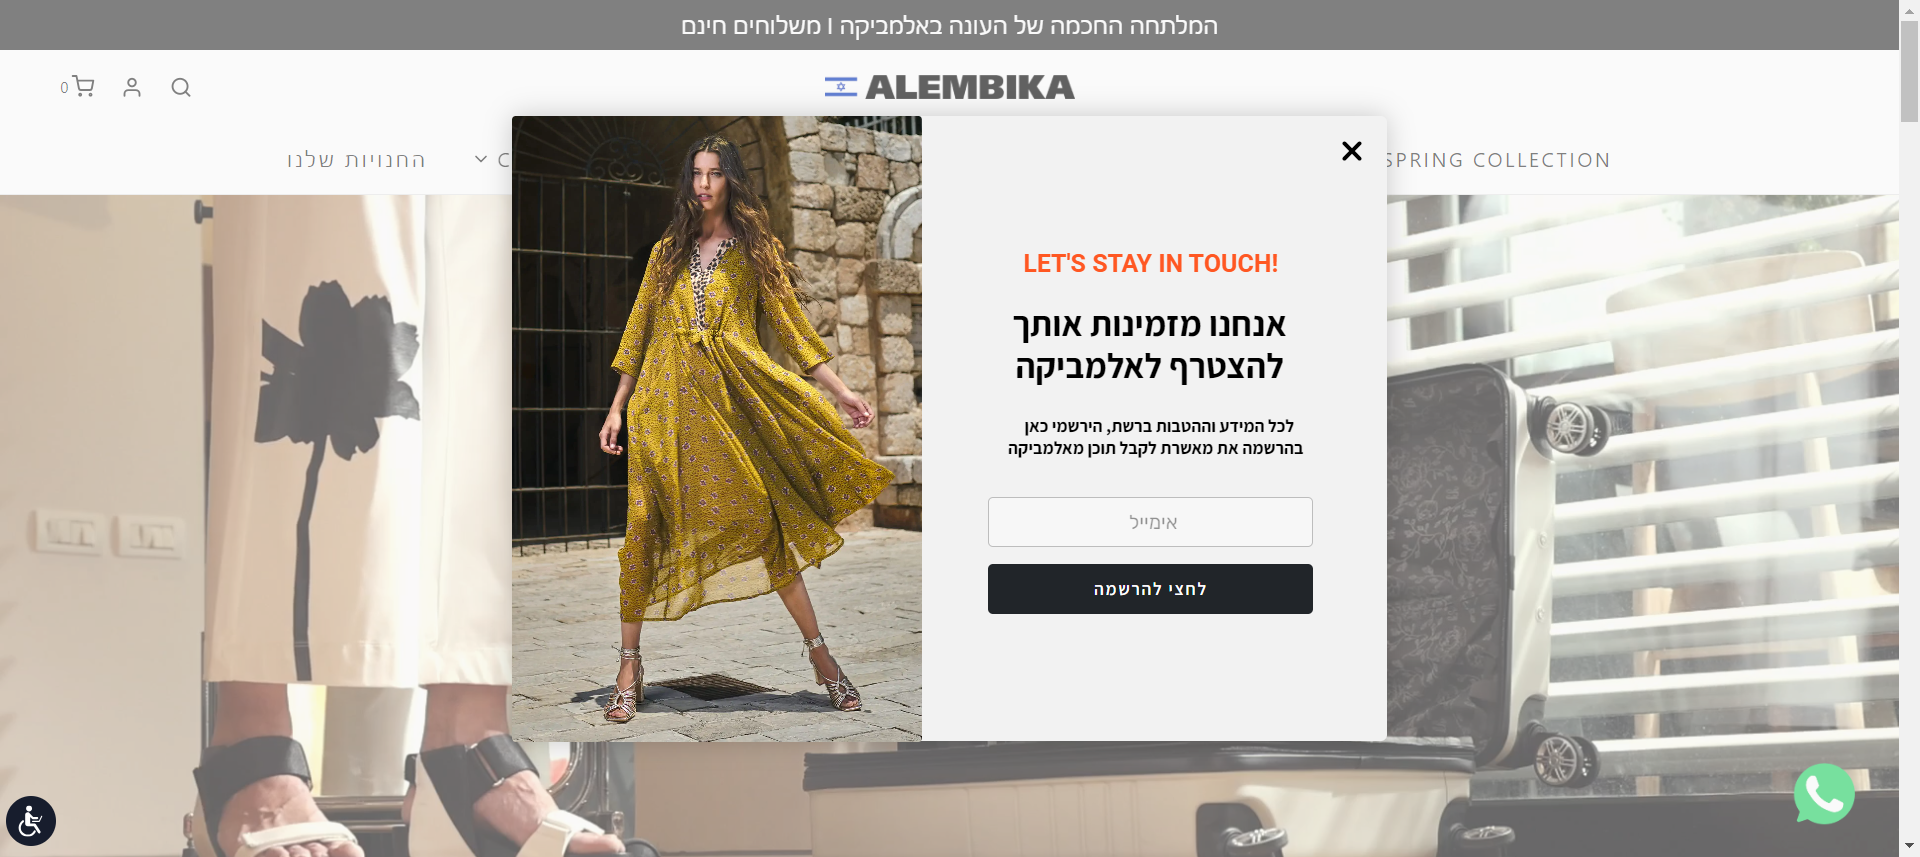 המלתחה החכמה של העונה באלמביקה I משלוחים חינם
0
ALEMBIKA
SPRING COLLECTION
החנויות שלנו
LET'S STAY IN TOUCH!
אנחנו מזמינות אותך
להצטרף לאלמביקה
לכל המידע וההטבות ברשת, הירשמי כאן
בהרשמה את מאשרת לקבל תוכן מאלמביקה
אימייל
לחצי להרשמה